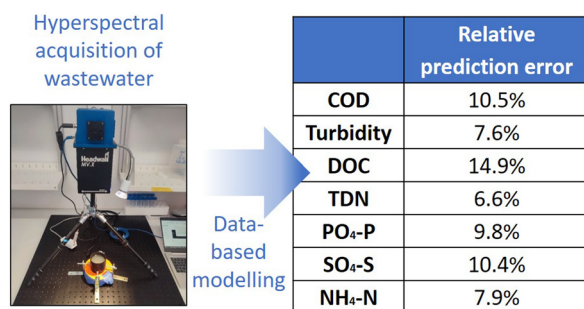 Hyperspectral
acquisition of
wastewater
Headwall
MV.X
Data-
based
modelling
Relative
prediction error
COD 10.5%
Turbidity 7.6%
DOC 14.9%
TDN 6.6%
PO₄-P 9.8%
SO₄-S 10.4%
NH₄-N 7.9%